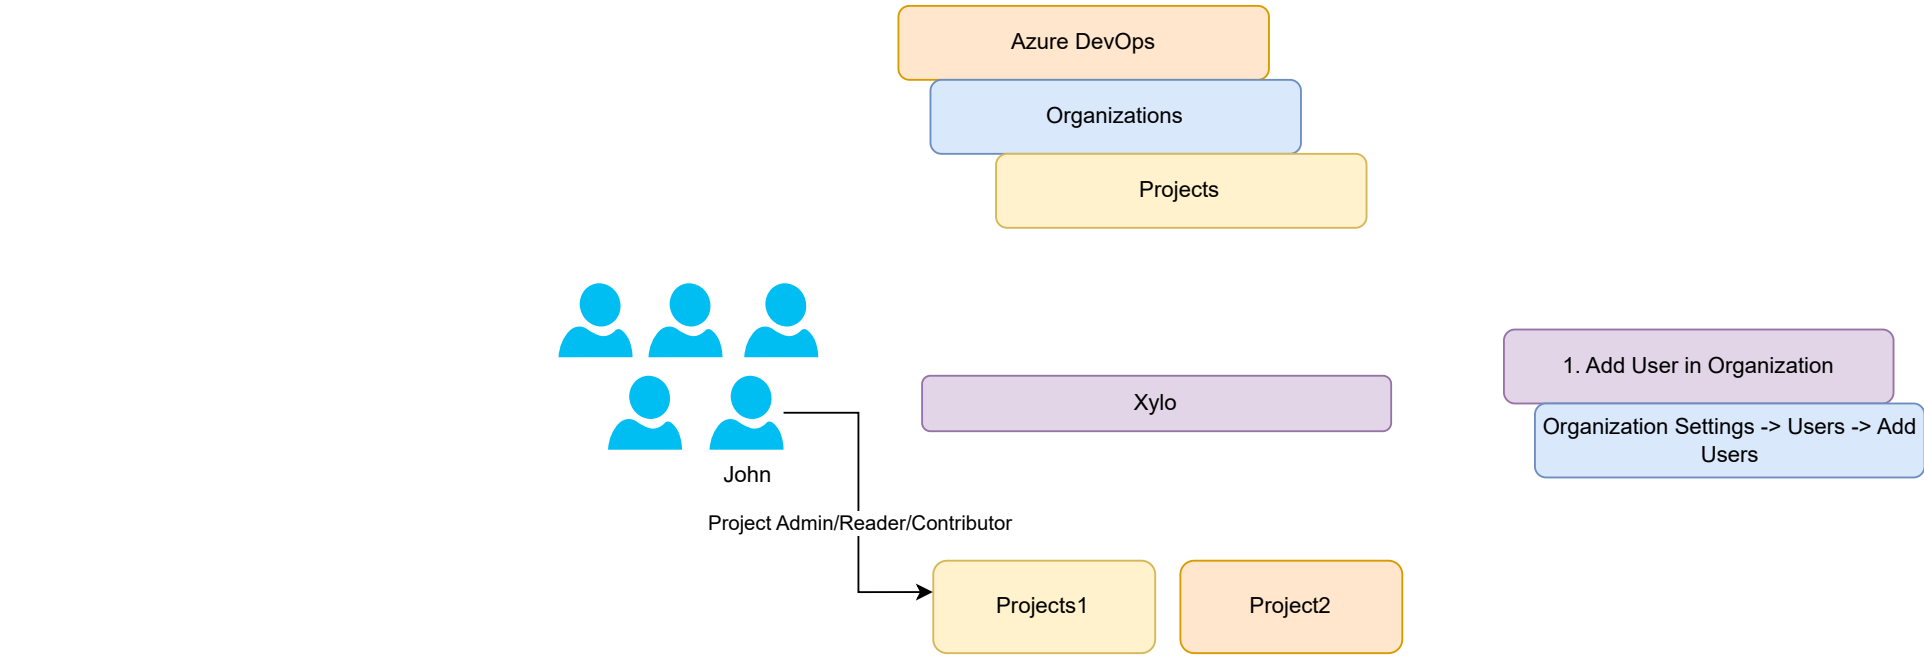 Azure DevOps
Organizations
Projects
1. Add User in Organization
Xylo
Organization Settings -> Users -> Add
Users
John
Project Admin/Reader/Contributor
Projects1
Project2